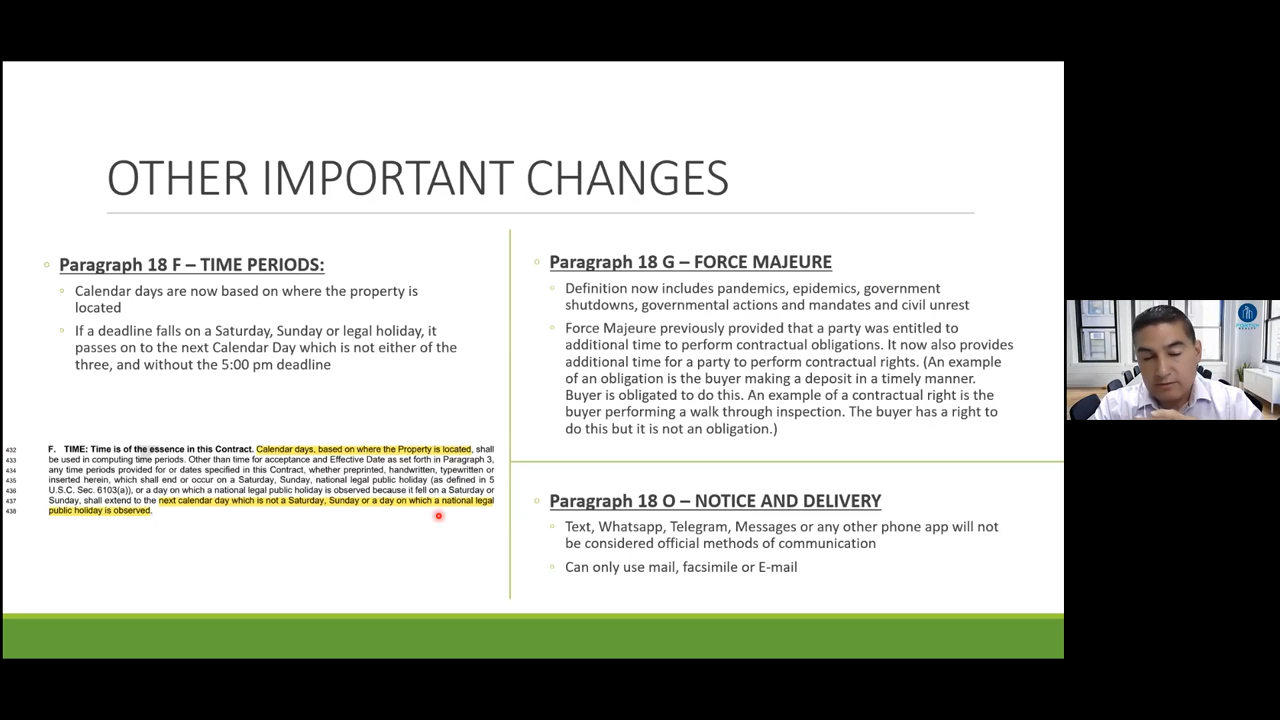 OTHER IMPORTANT CHANGES
Paragraph 18 F – TIME PERIODS:
Calendar days are now based on where the property is
located
If a deadline falls on a Saturday, Sunday or legal holiday, it
passes on to the next Calendar Day which is not either of the
three, and without the 5:00 pm deadline
432 F. TIME: Time is of the essence in this Contract. Calendar days, based on where the Property is located, shall
433 be used in computing time periods. Other than time for acceptance and Effective Date as set forth in Paragraph 3,
434 any time periods provided for or dates specified in this Contract, whether preprinted, handwritten, typewritten or
435 inserted herein, which shall end or occur on a Saturday, Sunday, national legal public holiday (as defined in 5
436 U.S.C. Sec. 6103(a)), or a day on which a national legal public holiday is observed because it fell on a Saturday or
437 Sunday, shall extend to the next calendar day which is not a Saturday, Sunday or a day on which a national legal
438 public holiday is observed.
Paragraph 18 G – FORCE MAJEURE
Definition now includes pandemics, epidemics, government
shutdowns, governmental actions and mandates and civil unrest
Force Majeure previously provided that a party was entitled to
additional time to perform contractual obligations. It now also provides
additional time for a party to perform contractual rights. (An example
of an obligation is the buyer making a deposit in a timely manner.
Buyer is obligated to do this. An example of a contractual right is the
buyer performing a walk through inspection. The buyer has a right to
do this but it is not an obligation.)
Paragraph 18 O – NOTICE AND DELIVERY
Text, Whatsapp, Telegram, Messages or any other phone app will not
be considered official methods of communication
Can only use mail, facsimile or E-mail